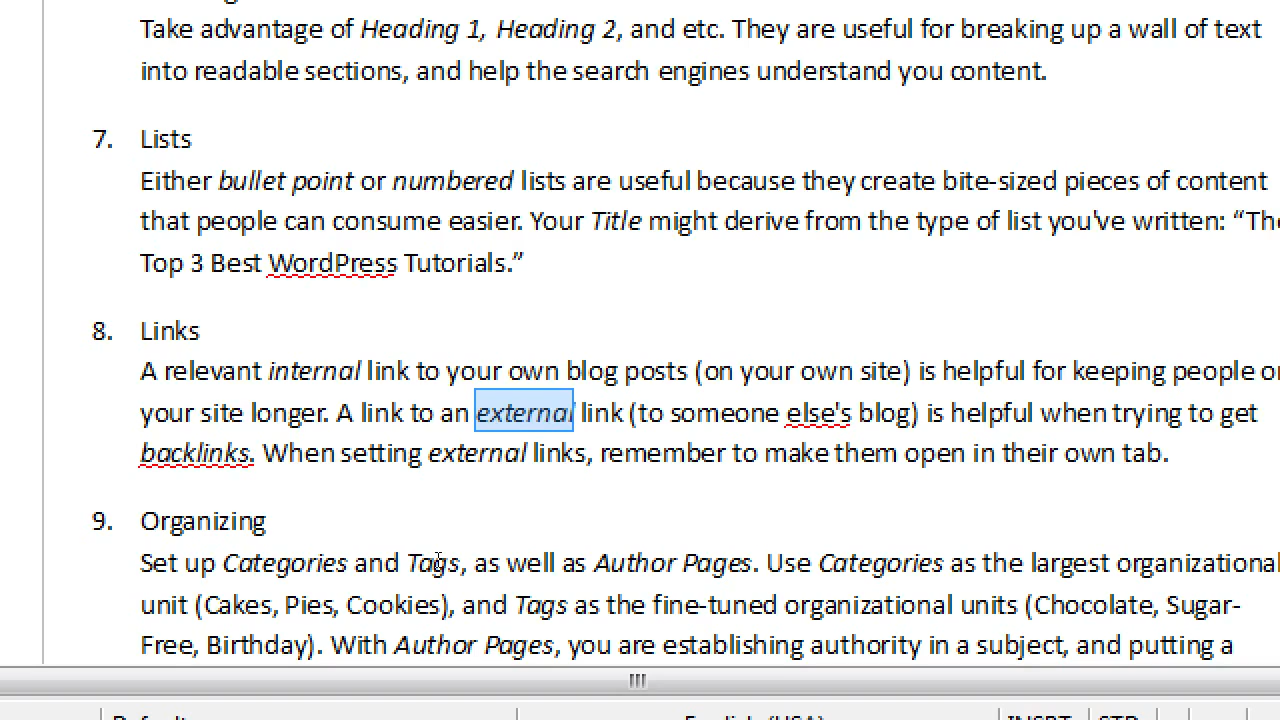 Take advantage of Heading 1, Heading 2, and etc. They are useful for breaking up a wall of text
into readable sections, and help the search engines understand you content.
7. Lists
Either bullet point or numbered lists are useful because they create bite-sized pieces of content
that people can consume easier. Your Title might derive from the type of list you've written: “The
Top 3 Best WordPress Tutorials.”
8. Links
A relevant internal link to your own blog posts (on your own site) is helpful for keeping people on
your site longer. A link to an external link (to someone else's blog) is helpful when trying to get
backlinks. When setting external links, remember to make them open in their own tab.
9. Organizing
Set up Categories and Tags, as well as Author Pages. Use Categories as the largest organizational
unit (Cakes, Pies, Cookies), and Tags as the fine-tuned organizational units (Chocolate, Sugar-
Free, Birthday). With Author Pages, you are establishing authority in a subject, and putting a
Default English (USA) INSRT STD